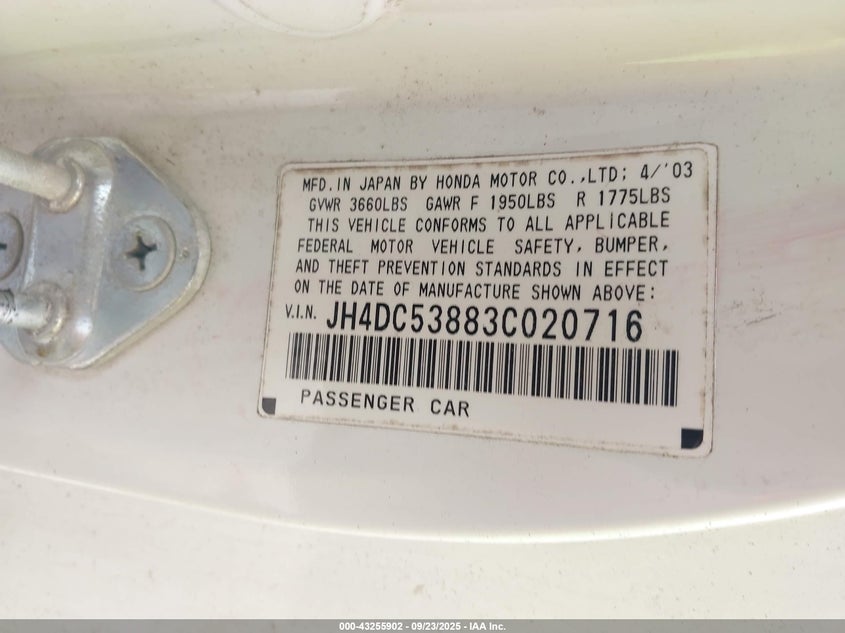 MFD. IN JAPAN BY HONDA MOTOR CO.,LTD; 4/'03
GVWR 3660LBS GAWR F 1950LBS R 1775LBS
THIS VEHICLE CONFORMS TO ALL APPLICABLE
FEDERAL MOTOR VEHICLE SAFETY, BUMPER,
AND THEFT PREVENTION STANDARDS IN EFFECT
ON THE DATE OF MANUFACTURE SHOWN ABOVE:
V.I.N. JH4DC53883C020716
PASSENGER CAR
000-43255902 - 09/23/2025 - IAA Inc.